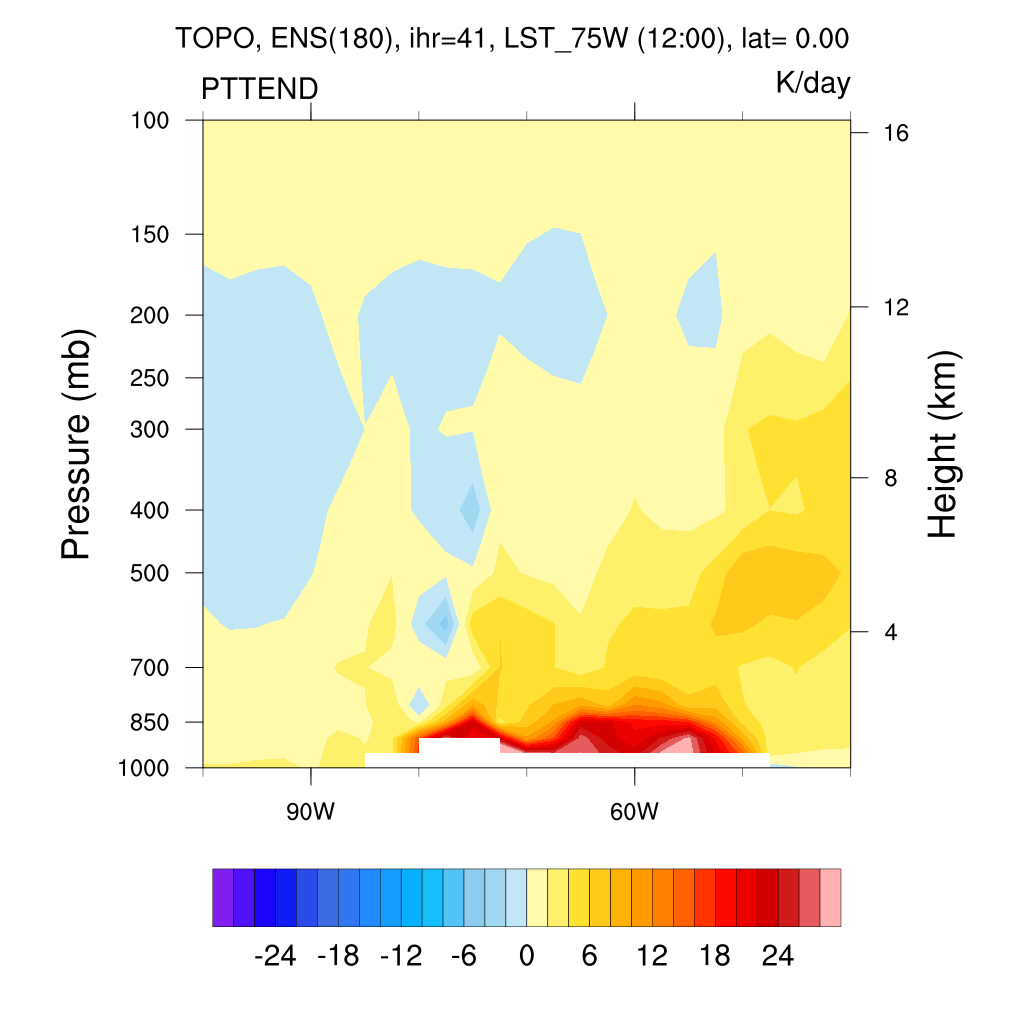 TOPO, ENS(180), ihr=41, LST_75W (12:00), lat= 0.00
PTTEND
K/day
100
150
200
250
300
400
500
700
850
1000
Pressure (mb)
16
12
8
4
Height (km)
90W
60W
-24 -18 -12 -6 0 6 12 18 24